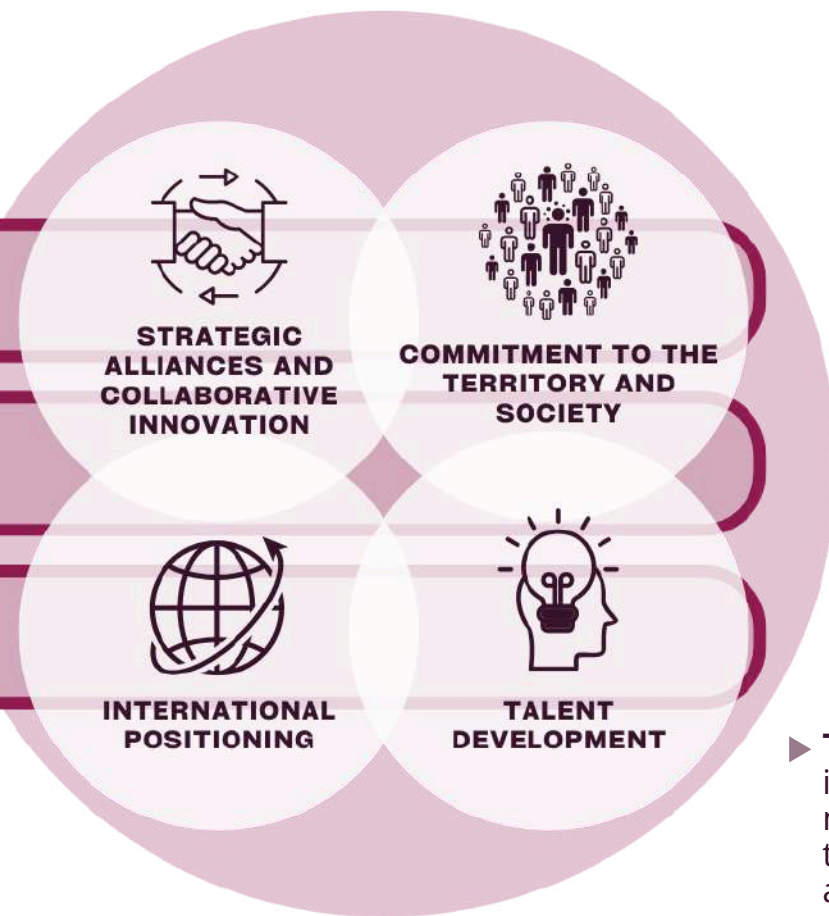 STRATEGIC
ALLIANCES AND
COLLABORATIVE
INNOVATION
COMMITMENT TO THE
TERRITORY AND
SOCIETY
INTERNATIONAL
POSITIONING
TALENT
DEVELOPMENT